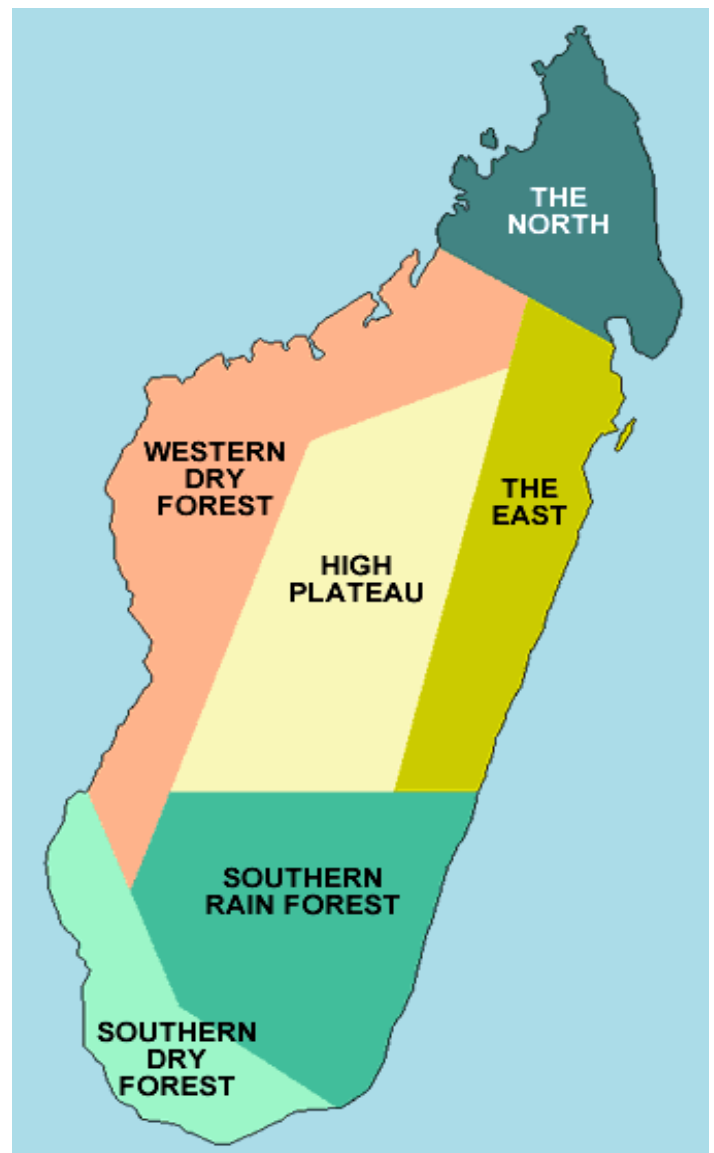 THE
NORTH
WESTERN
DRY
FOREST
THE
EAST
HIGH
PLATEAU
SOUTHERN
RAIN FOREST
SOUTHERN
DRY
FOREST